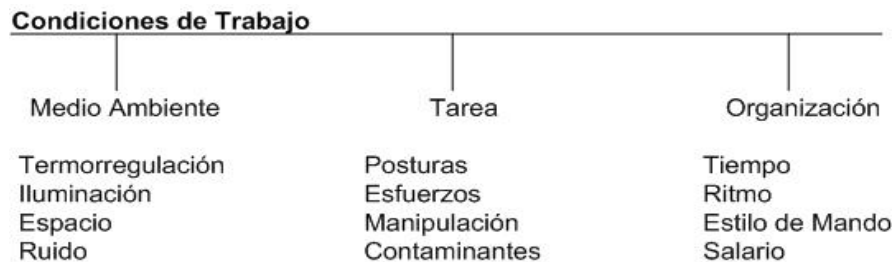 Condiciones de Trabajo
Medio Ambiente Tarea Organización
Termorregulación Posturas Tiempo
Iluminación Esfuerzos Ritmo
Espacio Manipulación Estilo de Mando
Ruido Contaminantes Salario